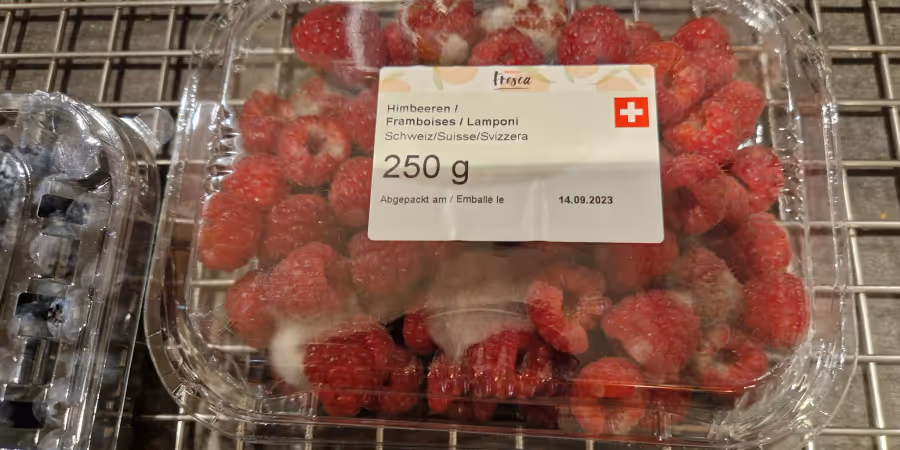 Fresca
Himbeeren /
Framboises / Lamponi
Schweiz/Suisse/Svizzera
250 g
Abgepackt am / Emballé le 14.09.2023